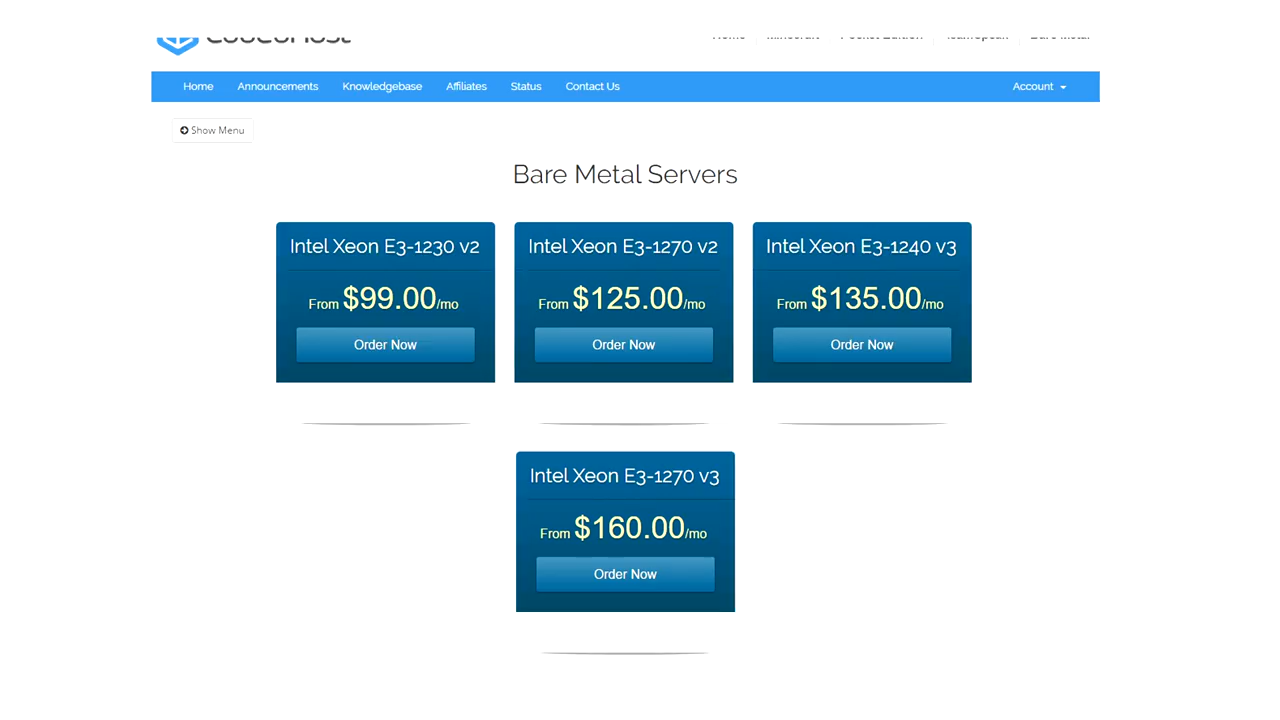 Home Announcements Knowledgebase Affiliates Status Contact Us Account
Show Menu
Bare Metal Servers
Intel Xeon E3-1230 v2 Intel Xeon E3-1270 v2 Intel Xeon E3-1240 v3
From $99.00/mo From $125.00/mo From $135.00/mo
Order Now Order Now Order Now
Intel Xeon E3-1270 v3
From $160.00/mo
Order Now